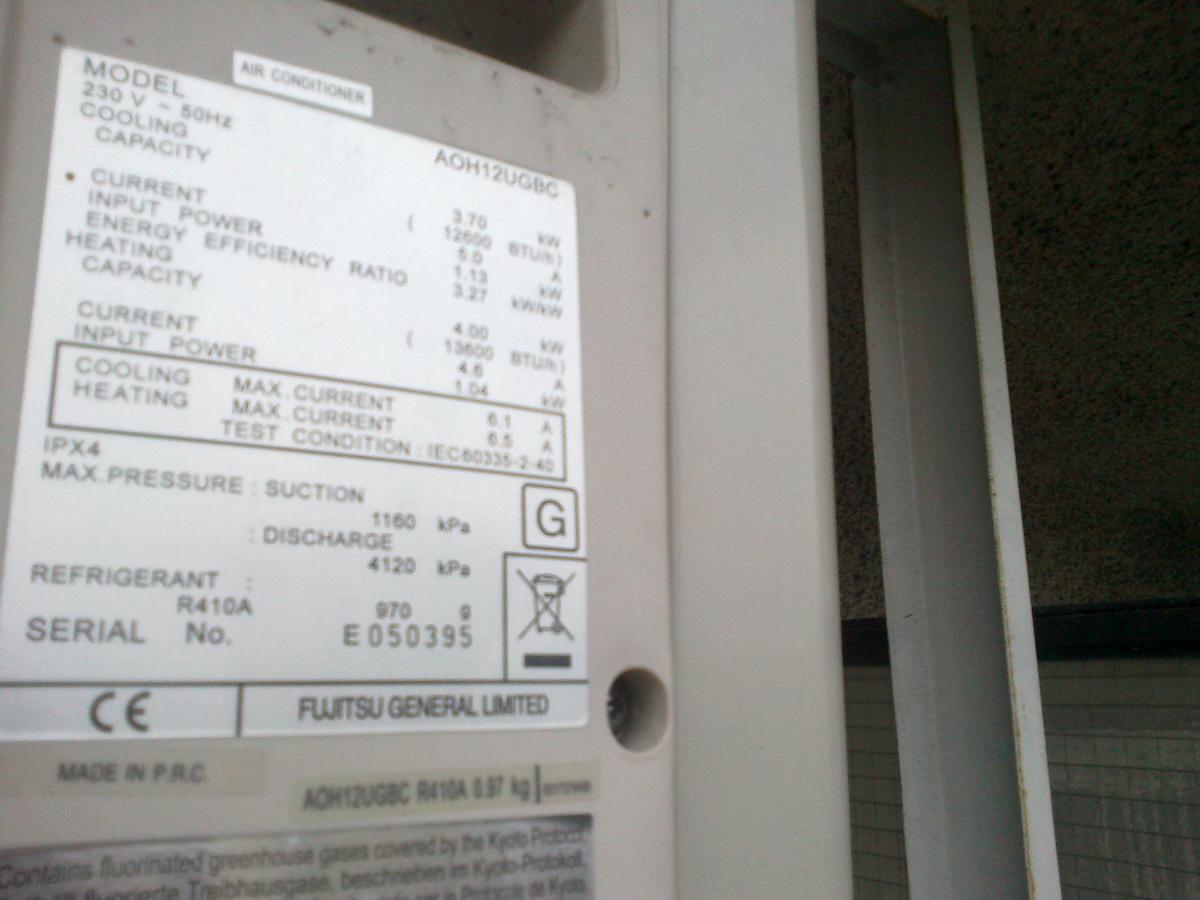 AIR CONDITIONER
MODEL AOH12UGBC
230 V ~ 50Hz
COOLING
CAPACITY 3.70 kW
( 12600 BTU/h)
CURRENT 5.0 A
INPUT POWER 1.13 kW
ENERGY EFFICIENCY RATIO 3.27 kW/kW
HEATING
CAPACITY 4.00 kW
( 13600 BTU/h)
CURRENT 4.6 A
INPUT POWER 1.04 kW
COOLING MAX.CURRENT 6.1 A
HEATING MAX.CURRENT 6.5 A
TEST CONDITION : IEC60335-2-40
IPX4
MAX.PRESSURE : SUCTION
1160 kPa
: DISCHARGE
4120 kPa
G
REFRIGERANT :
R410A 970 g
SERIAL No. E050395
CE FUJITSU GENERAL LIMITED
MADE IN P.R.C.
AOH12UGBC R410A 0.97 kg
Contains fluorinated greenhouse gases covered by the Kyoto Protocol.
fluorierte Treibhausgase, beschrieben im Kyoto-Protokoll.
le Protocole de Kyoto.